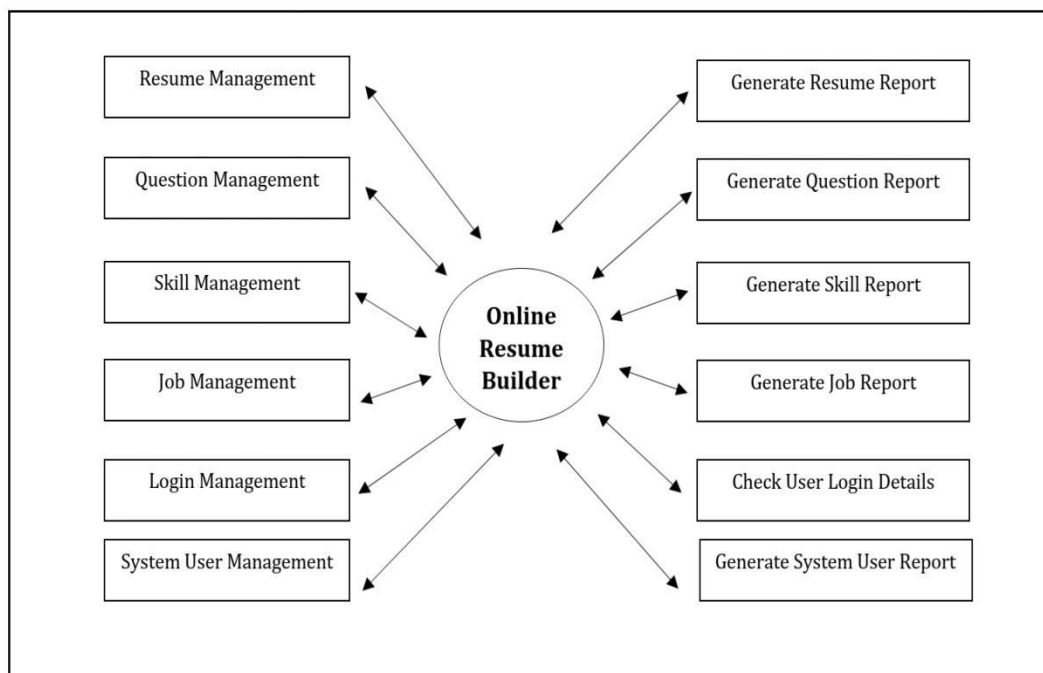 Resume Management
Question Management
Skill Management
Job Management
Login Management
System User Management
Online
Resume
Builder
Generate Resume Report
Generate Question Report
Generate Skill Report
Generate Job Report
Check User Login Details
Generate System User Report